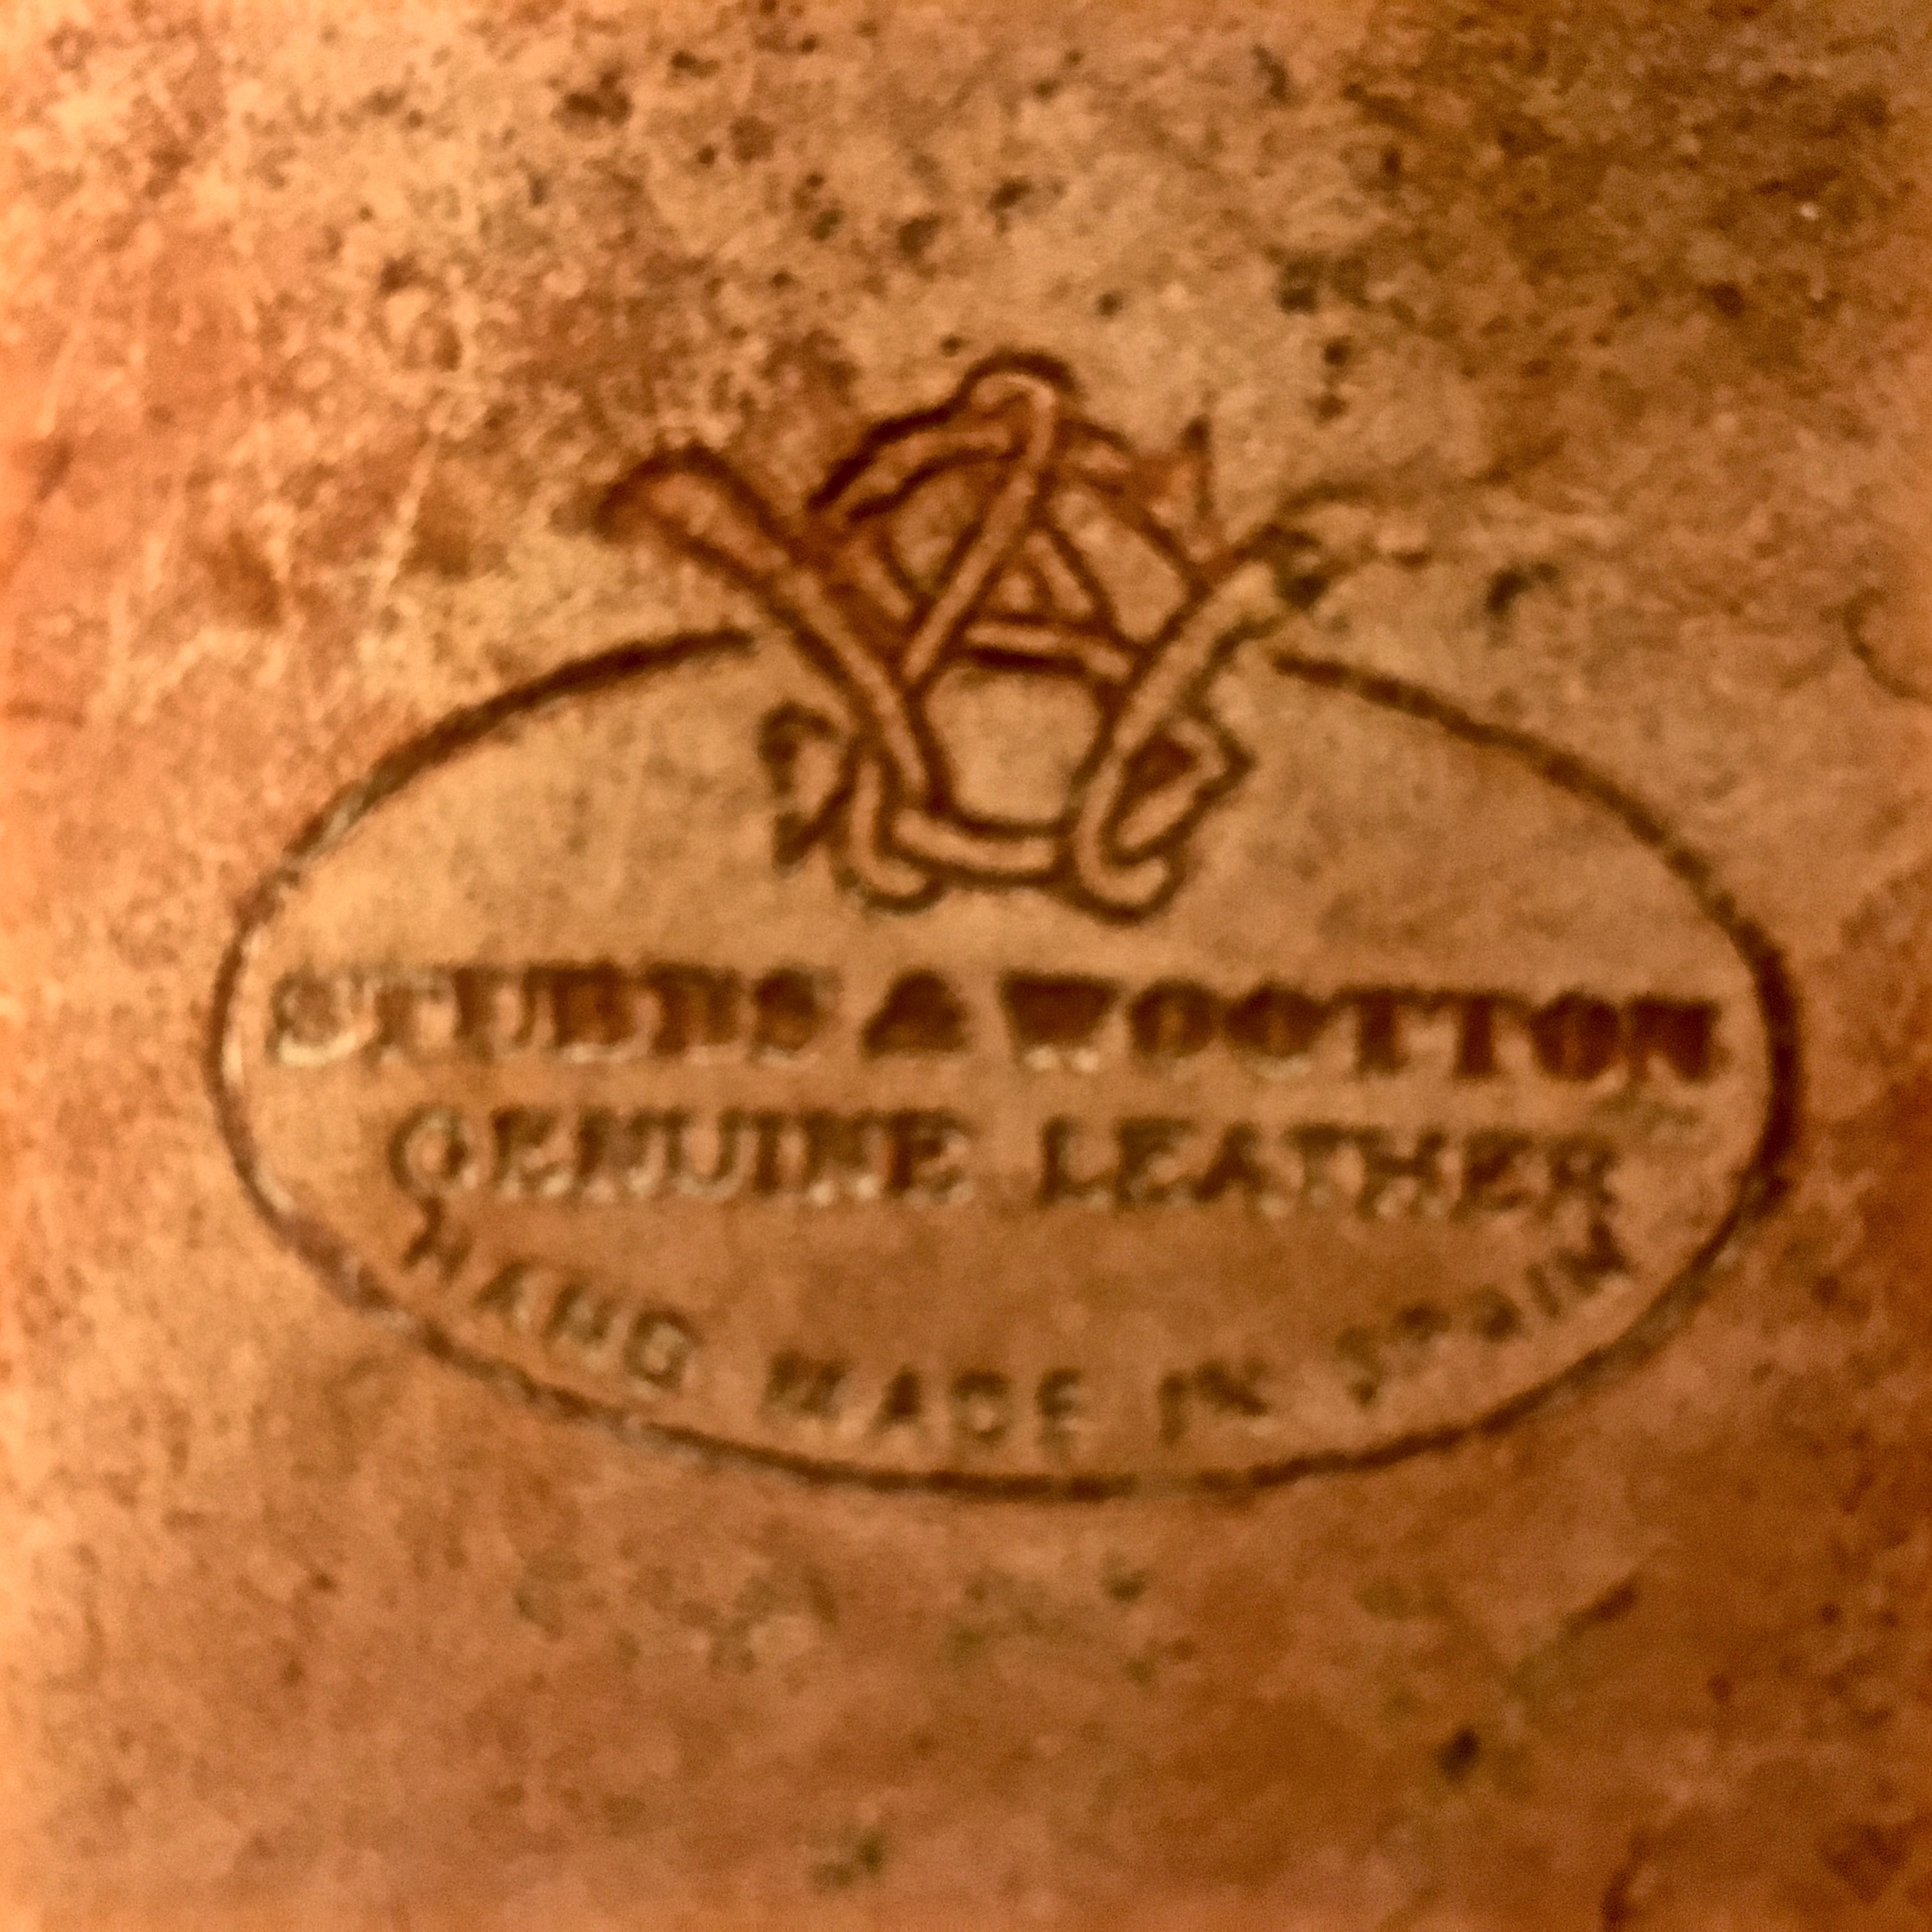 STUBBS & WOOTTON
GENUINE LEATHER
HAND MADE IN SPAIN